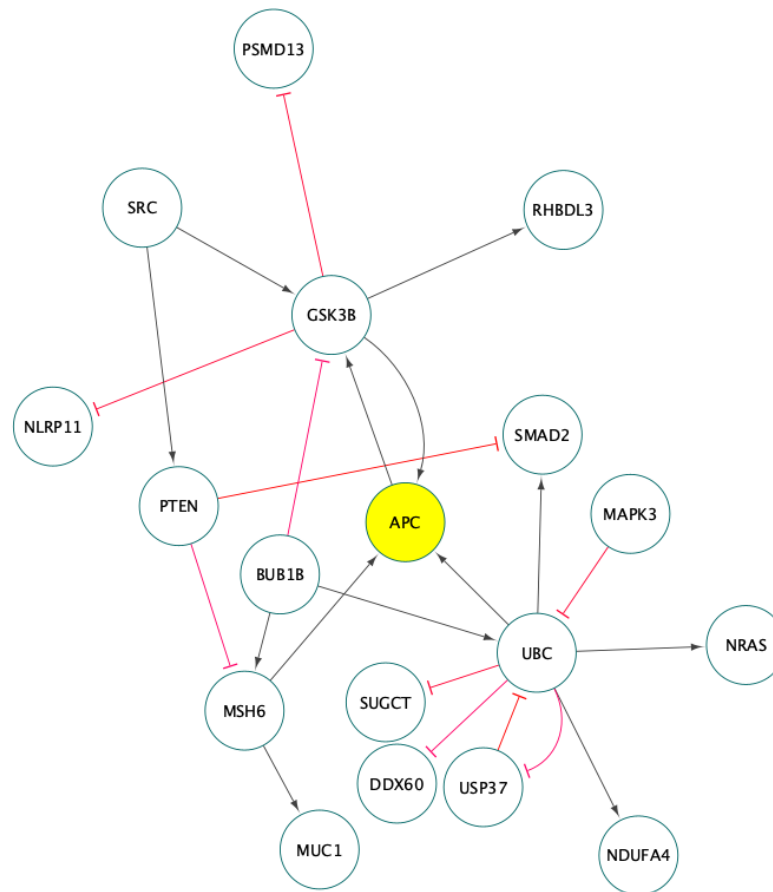 PSMD13
SRC
RHBDL3
GSK3B
NLRP11
SMAD2
PTEN
MAPK3
APC
BUB1B
UBC
NRAS
SUGCT
MSH6
DDX60
USP37
MUC1
NDUFA4